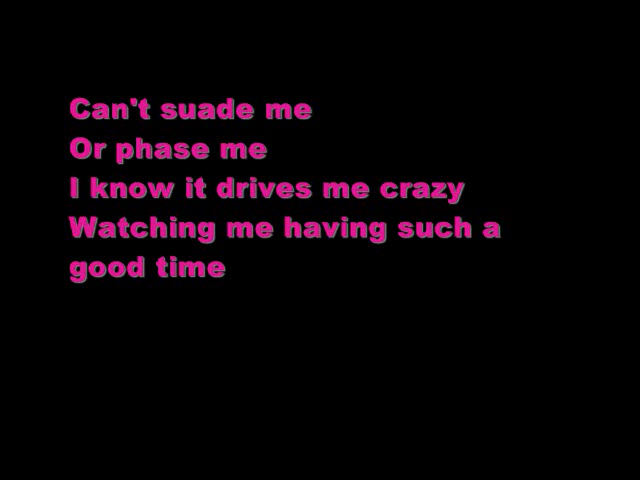 Can't suade me
Or phase me
I know it drives me crazy
Watching me having such a
good time